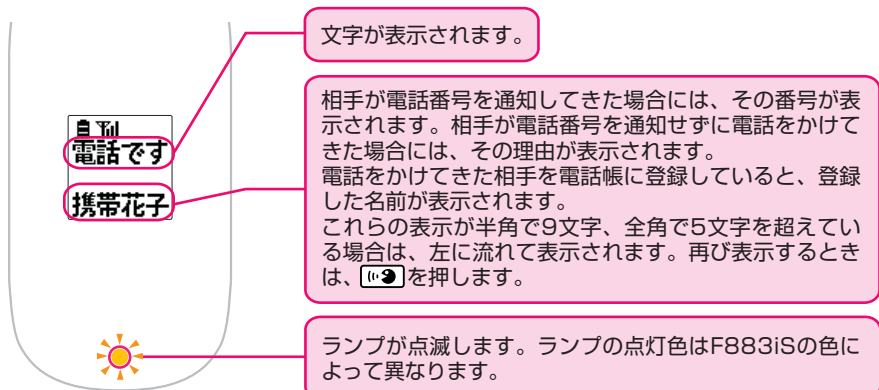 文字が表示されます。
電話です
携帯花子
相手が電話番号を通知してきた場合には、その番号が表
示されます。相手が電話番号を通知せずに電話をかけて
きた場合には、その理由が表示されます。
電話をかけてきた相手を電話帳に登録していると、登録
した名前が表示されます。
これらの表示が半角で9文字、全角で5文字を超えてい
る場合は、左に流れて表示されます。再び表示するとき
は、を押します。
ランプが点滅します。ランプの点灯色はF883iSの色に
よって異なります。